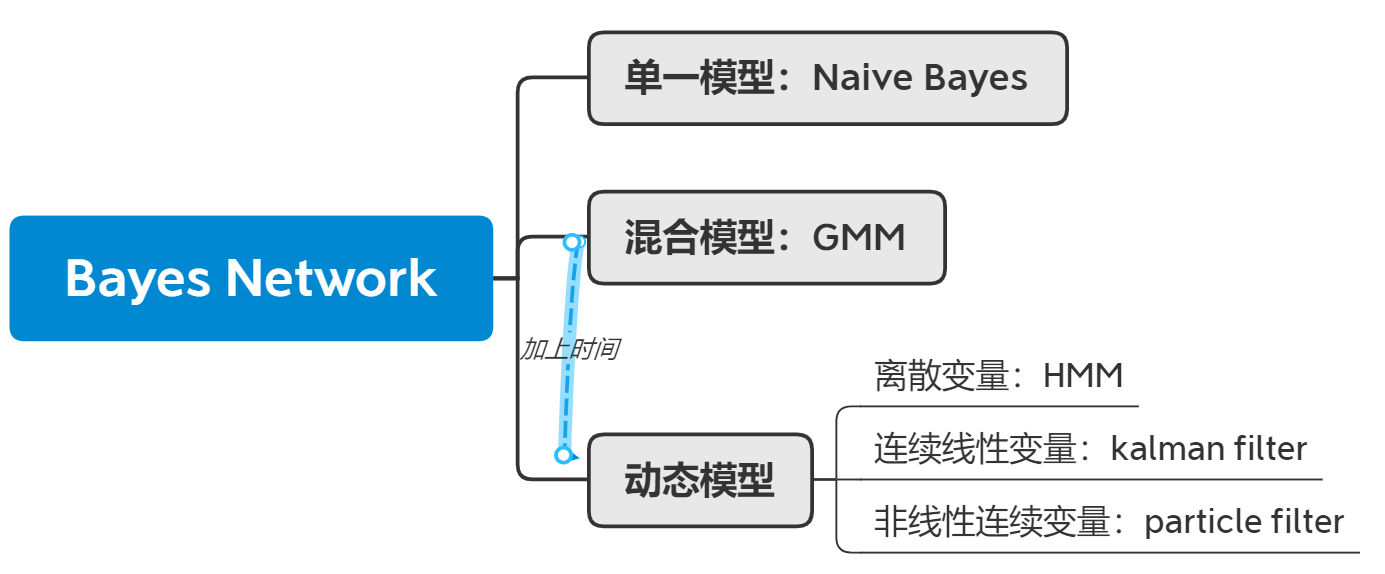 Bayes Network
单一模型：Naive Bayes
混合模型：GMM
加上时间
动态模型
离散变量：HMM
连续线性变量：kalman filter
非线性连续变量：particle filter